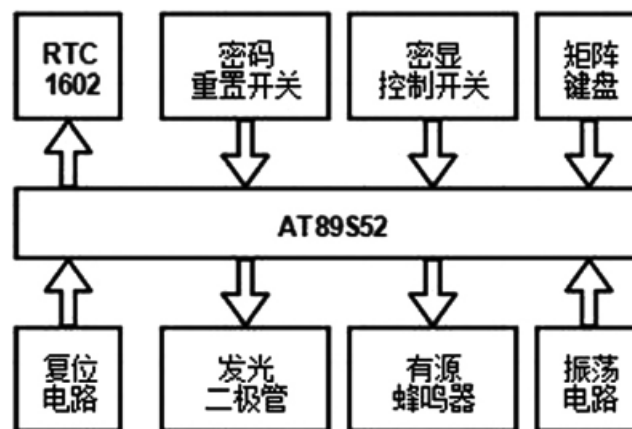 RTC
1602
密码
重置开关
密显
控制开关
矩阵
键盘
AT89S52
复位
电路
发光
二极管
有源
蜂鸣器
振荡
电路